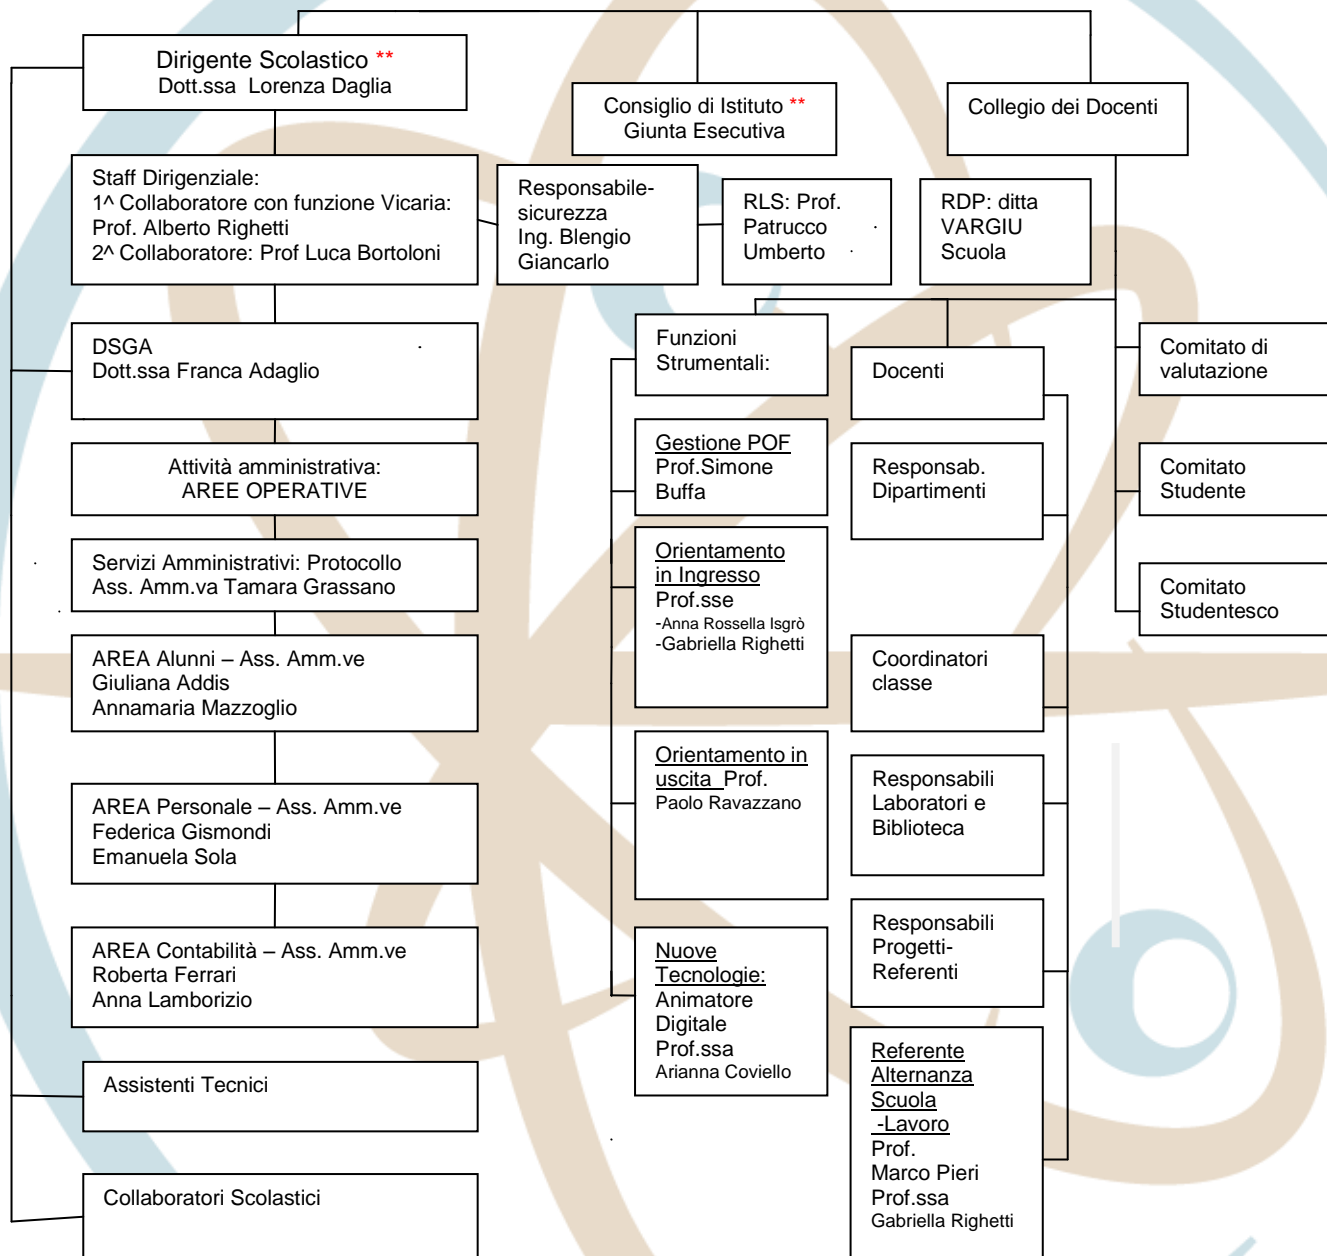 Dirigente Scolastico **
Dott.ssa Lorenza Daglia
Consiglio di Istituto **
Giunta Esecutiva
Collegio dei Docenti
Staff Dirigenziale:
1^ Collaboratore con funzione Vicaria:
Prof. Alberto Righetti
2^ Collaboratore: Prof Luca Bortoloni
Responsabile-
sicurezza
Ing. Blengio
Giancarlo
RLS: Prof.
Patrucco
Umberto
RDP: ditta
VARGIU
Scuola
DSGA
Dott.ssa Franca Adaglio
Attività amministrativa:
AREE OPERATIVE
Servizi Amministrativi: Protocollo
Ass. Amm.va Tamara Grassano
AREA Alunni – Ass. Amm.ve
Giuliana Addis
Annamaria Mazzoglio
AREA Personale – Ass. Amm.ve
Federica Gismondi
Emanuela Sola
AREA Contabilità – Ass. Amm.ve
Roberta Ferrari
Anna Lamborizio
Assistenti Tecnici
Collaboratori Scolastici
Funzioni
Strumentali:
Gestione POF
Prof.Simone
Buffa
Orientamento
in Ingresso
Prof.sse
-Anna Rossella Isgrò
-Gabriella Righetti
Orientamento in
uscita Prof.
Paolo Ravazzano
Nuove
Tecnologie:
Animatore
Digitale
Prof.ssa
Arianna Coviello
Docenti
Responsab.
Dipartimenti
Coordinatori
classe
Responsabili
Laboratori e
Biblioteca
Responsabili
Progetti-
Referenti
Referente
Alternanza
Scuola
-Lavoro
Prof.
Marco Pieri
Prof.ssa
Gabriella Righetti
Comitato di
valutazione
Comitato
Studente
Comitato
Studentesco